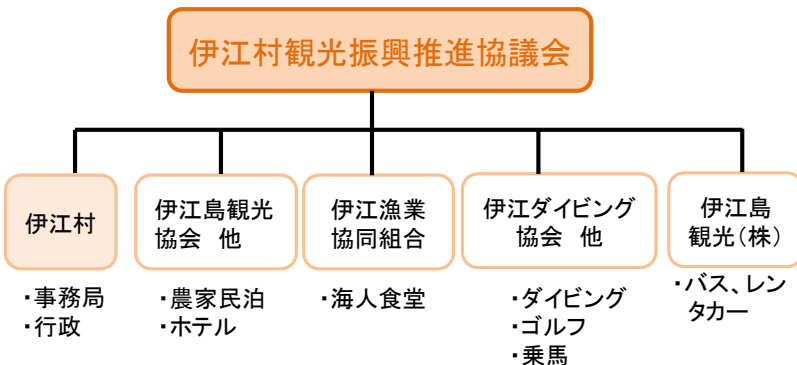 伊江村観光振興推進協議会
伊江村
伊江島観光
協会 他
伊江漁業
協同組合
伊江ダイビング
協会 他
伊江島
観光(株)
・事務局
・行政
・農家民泊
・ホテル
・海人食堂
・ダイビング
・ゴルフ
・乗馬
・バス、レン
タカー